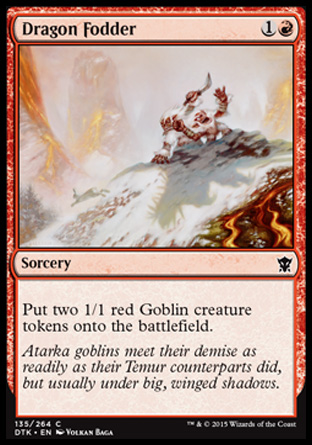 Dragon Fodder 1
Sorcery
Put two 1/1 red Goblin creature
tokens onto the battlefield.
Atarka goblins meet their demise as
readily as their Temur counterparts did,
but usually under big, winged shadows.
135/264 C
DTK • EN VOLKAN BAGA ™ & © 2015 Wizards of the Coast